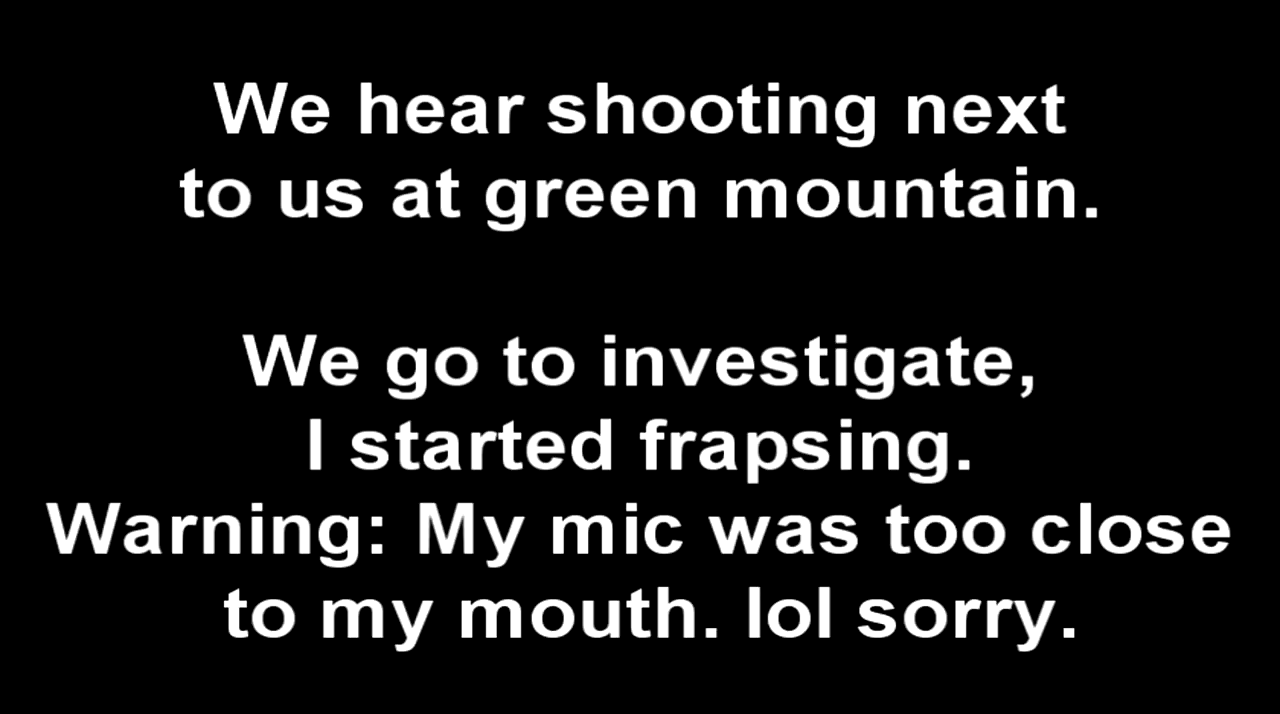 We hear shooting next
to us at green mountain.
We go to investigate,
I started frapsing.
Warning: My mic was too close
to my mouth. lol sorry.